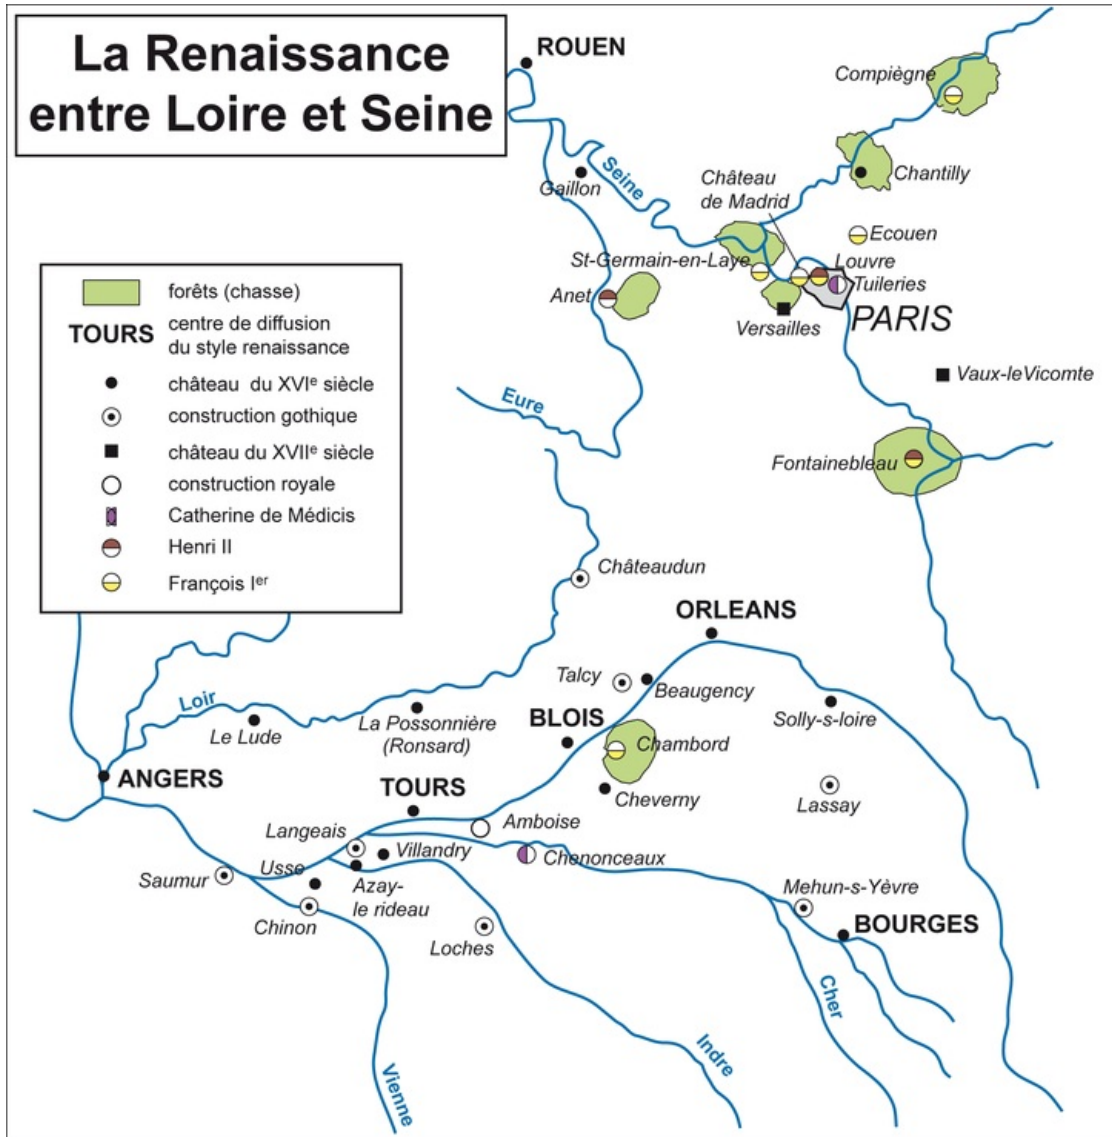 La Renaissance
entre Loire et Seine
ROUEN
Compiègne
Gaillon
Seine
Château
de Madrid
Chantilly
Ecouen
St-Germain-en-Laye
Louvre
Tuileries
Anet
Versailles
PARIS
Vaux-leVicomte
Eure
Fontainebleau
forêts (chasse)
TOURS
centre de diffusion
du style renaissance
château du XVIe siècle
construction gothique
château du XVIIe siècle
construction royale
Catherine de Médicis
Henri II
François Ier
Châteaudun
ORLEANS
Talcy
Beaugency
Loir
Le Lude
La Possonnière
(Ronsard)
BLOIS
Chambord
Solly-s-loire
ANGERS
TOURS
Cheverny
Lassay
Langeais
Amboise
Villandry
Chenonceaux
Saumur
Usse
Azay-
le rideau
Mehun-s-Yèvre
Chinon
Loches
BOURGES
Cher
Indre
Vienne